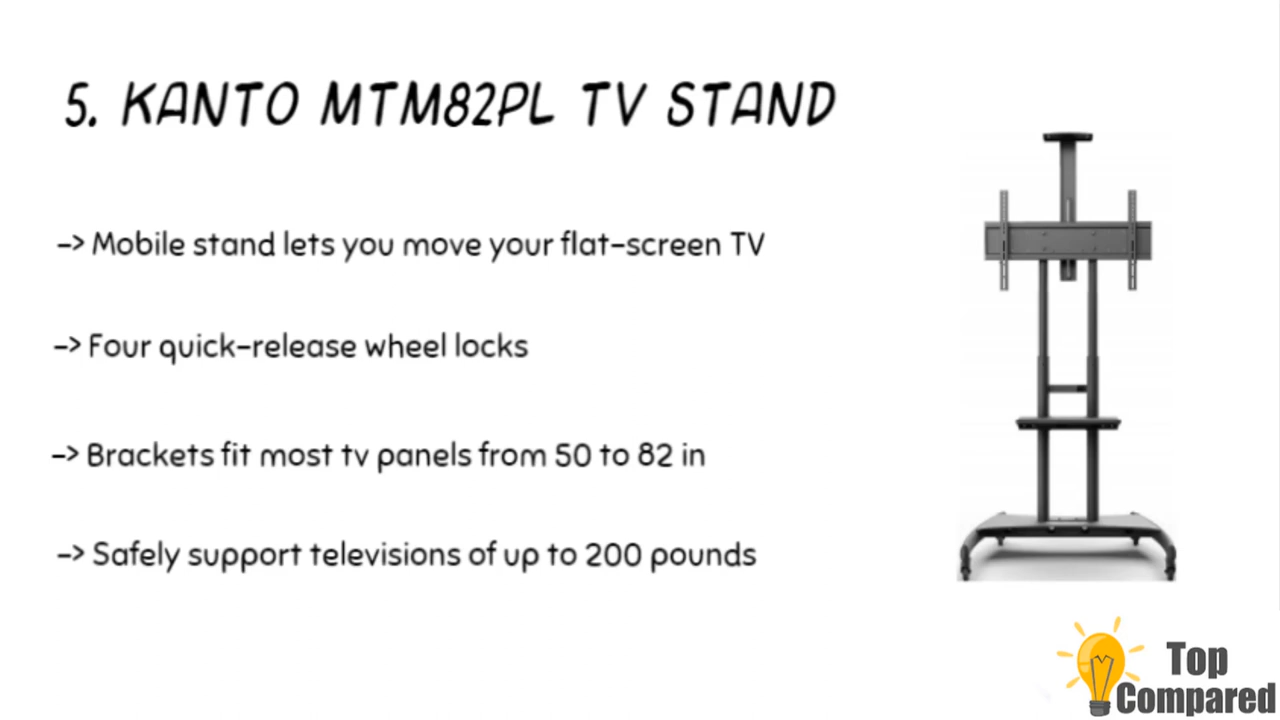 5. KANTO MTM82PL TV STAND
-> Mobile stand lets you move your flat-screen TV
-> Four quick-release wheel locks
-> Brackets fit most tv panels from 50 to 82 in
-> Safely support televisions of up to 200 pounds
Top
Compared